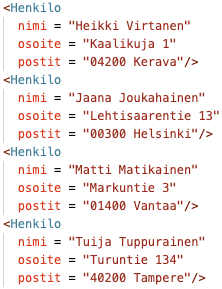 <Henkilo
nimi = "Heikki Virtanen"
osoite = "Kaalikuja 1"
postit = "04200 Kerava"/>
<Henkilo
nimi = "Jaana Joukahainen"
osoite = "Lehtisaarentie 13"
postit = "00300 Helsinki"/>
<Henkilo
nimi = "Matti Matikainen"
osoite = "Markuntie 3"
postit = "01400 Vantaa"/>
<Henkilo
nimi = "Tuija Tuppurainen"
osoite = "Turuntie 134"
postit = "40200 Tampere"/>